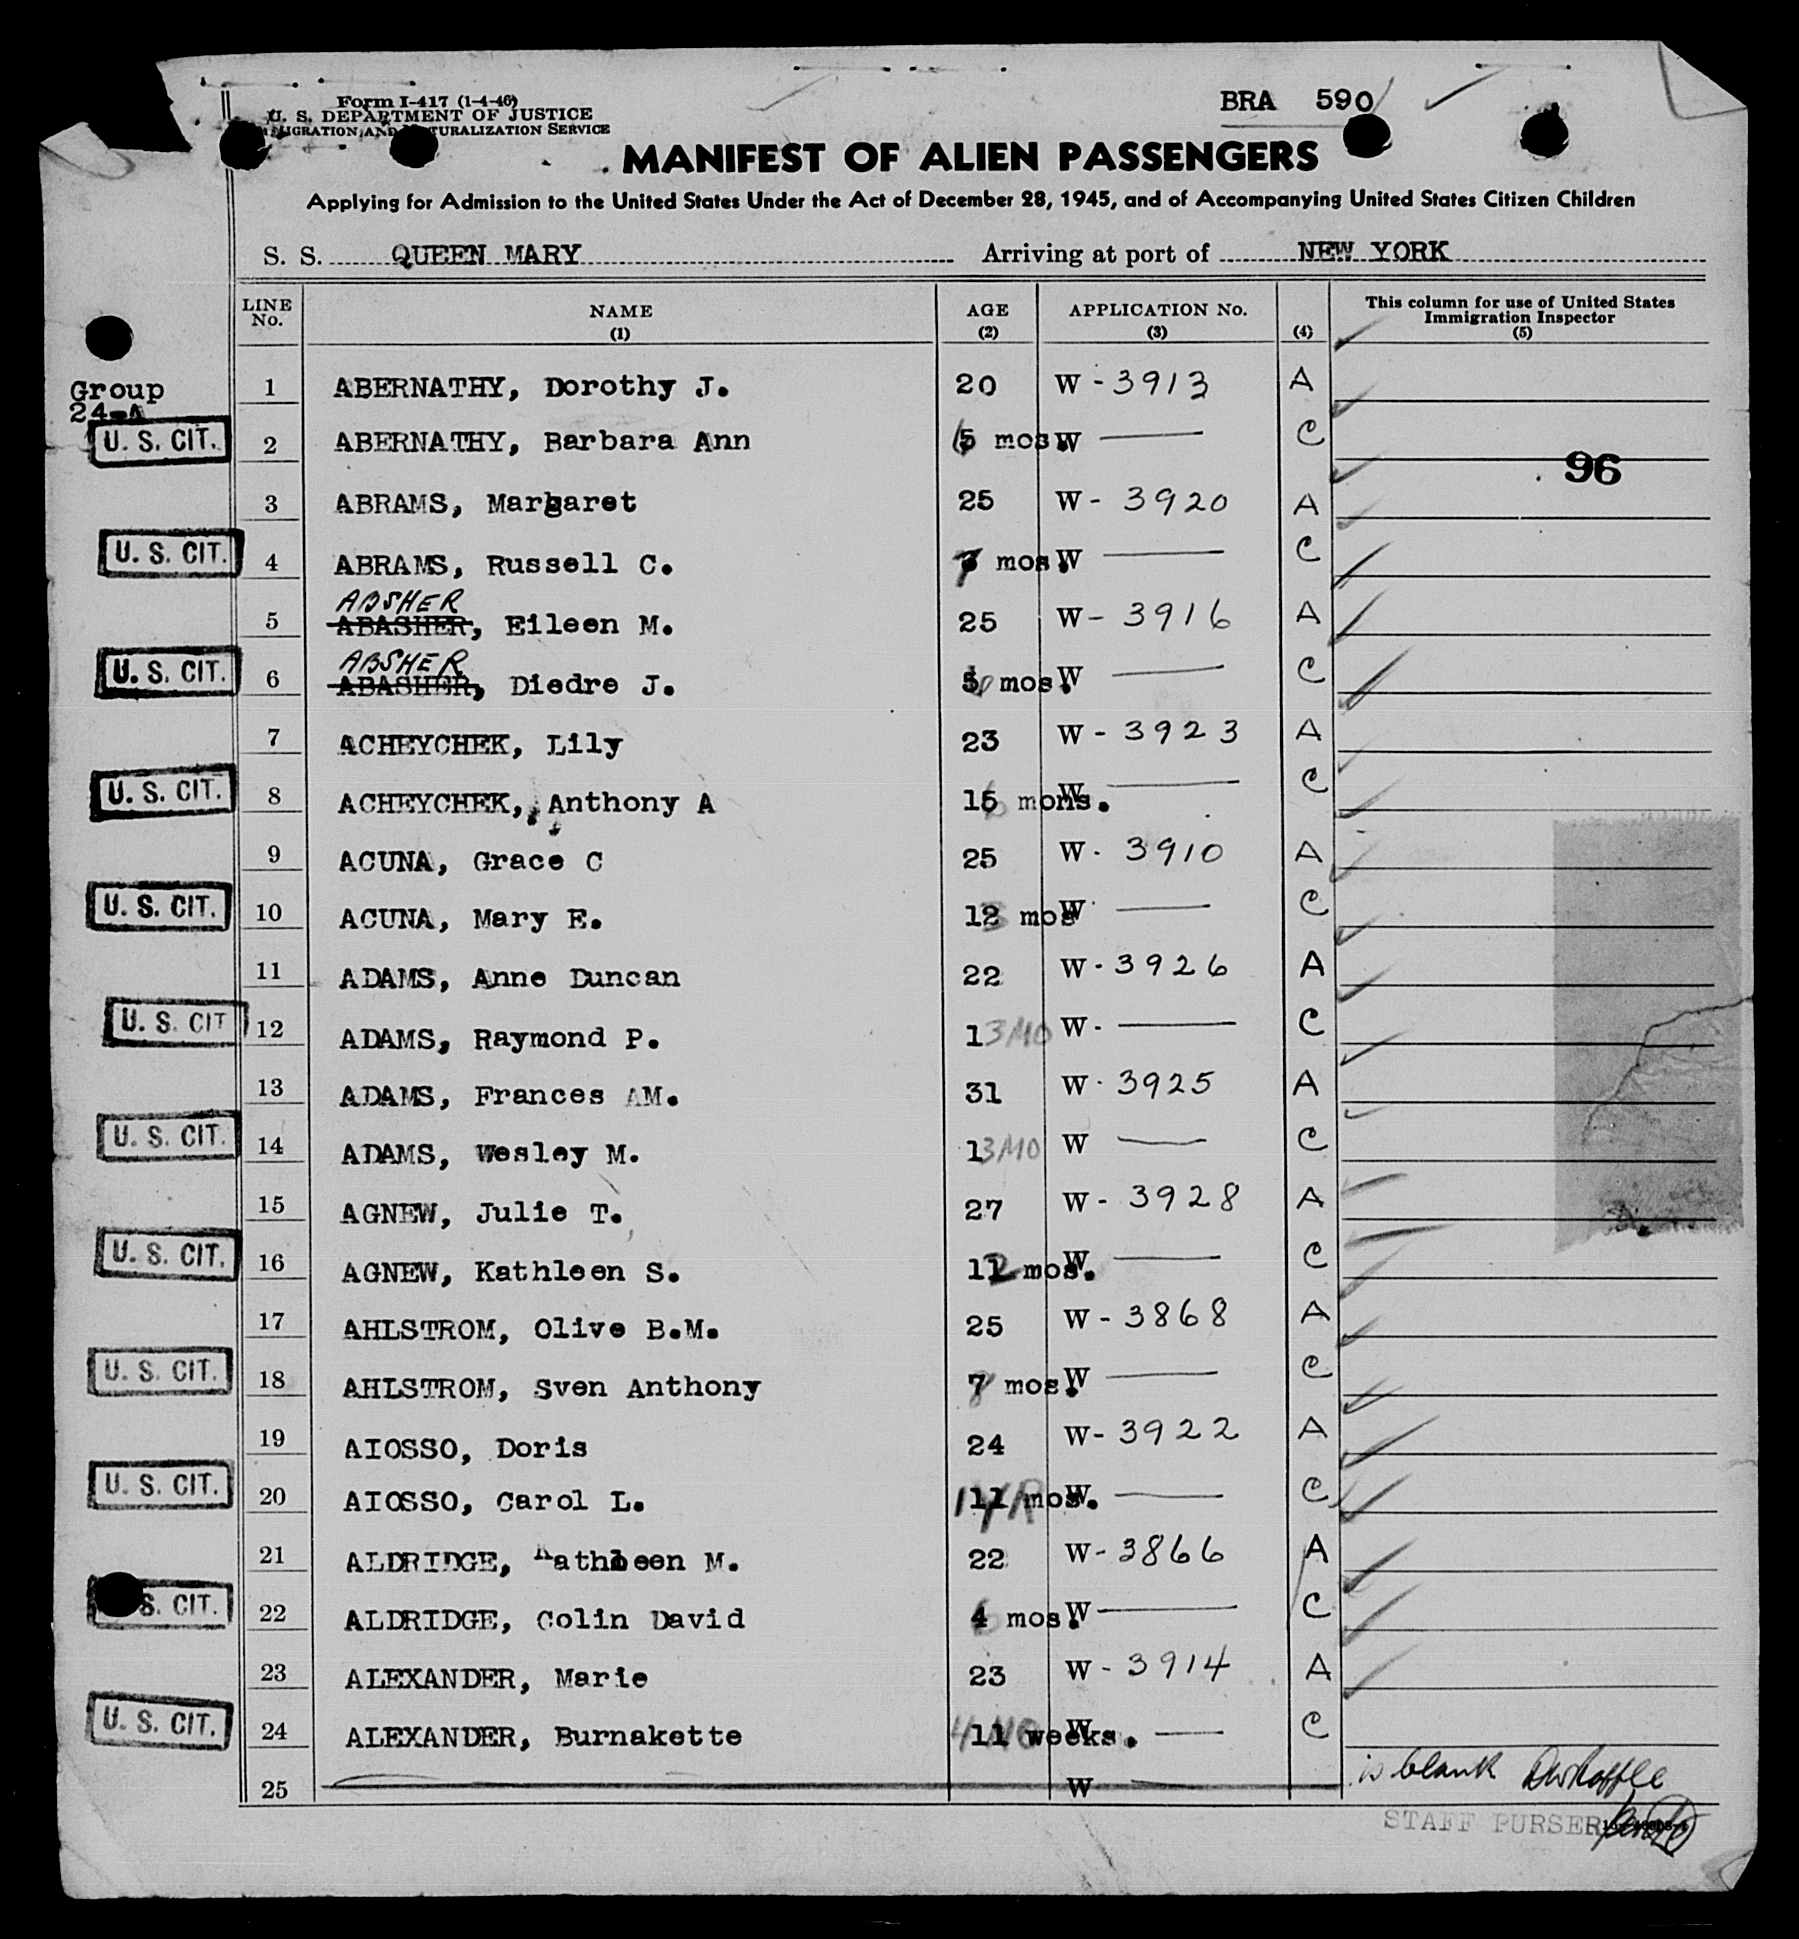 Form I-417 (1-4-46)
U. S. DEPARTMENT OF JUSTICE
IMMIGRATION AND NATURALIZATION SERVICE
BRA 590
MANIFEST OF ALIEN PASSENGERS
Applying for Admission to the United States Under the Act of December 28, 1945, and of Accompanying United States Citizen Children
S. S. QUEEN MARY Arriving at port of NEW YORK
LINE No. NAME (1) AGE (2) APPLICATION No. (3) (4) This column for use of United States Immigration Inspector (5)
Group 24-A
1 ABERNATHY, Dorothy J. 20 W - 3913 A
U. S. CIT. 2 ABERNATHY, Barbara Ann 6 mos. W C
96
3 ABRAMS, Margaret 25 W - 3920 A
U. S. CIT. 4 ABRAMS, Russell C. 7 mos. W C
ABSHER
5 ABASHER, Eileen M. 25 W - 3916 A
ABSHER
U. S. CIT. 6 ABASHER, Diedre J. mos. W C
7 ACHEYCHEK, Lily 23 W - 3923 A
U. S. CIT. 8 ACHEYCHEK, Anthony A 16 mons. W C
9 ACUNA, Grace C 25 W - 3910 A
U. S. CIT. 10 ACUNA, Mary E. 13 mos W C
11 ADAMS, Anne Duncan 22 W - 3926 A
U. S. CIT 12 ADAMS, Raymond P. 13 MO W - C
13 ADAMS, Frances AM. 31 W - 3925 A
U. S. CIT. 14 ADAMS, Wesley M. 13 MO W C
15 AGNEW, Julie T. 27 W - 3928 A
U. S. CIT. 16 AGNEW, Kathleen S. 12 mos. W C
17 AHLSTROM, Olive B.M. 25 W - 3868 A
U. S. CIT. 18 AHLSTROM, Sven Anthony 8 mos. W C
19 AIOSSO, Doris 24 W - 3922 A
U. S. CIT. 20 AIOSSO, Carol L. 11 mos. 1 YR W C
21 ALDRIDGE, Kathleen M. 22 W - 3866 A
S. CIT. 22 ALDRIDGE, Colin David mos. W C
23 ALEXANDER, Marie 23 W - 3914 A
U. S. CIT. 24 ALEXANDER, Burnakette 11 weeks. 4 MO W C
25 W is blank
STAFF PURSER